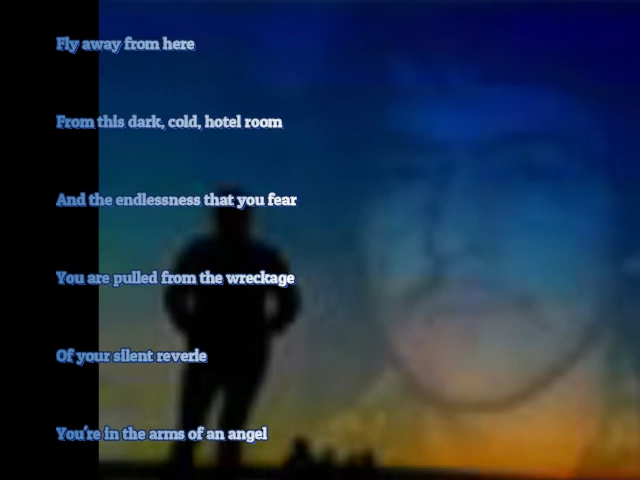 Fly away from here
From this dark, cold, hotel room
And the endlessness that you fear
You are pulled from the wreckage
Of your silent reverie
You're in the arms of an angel